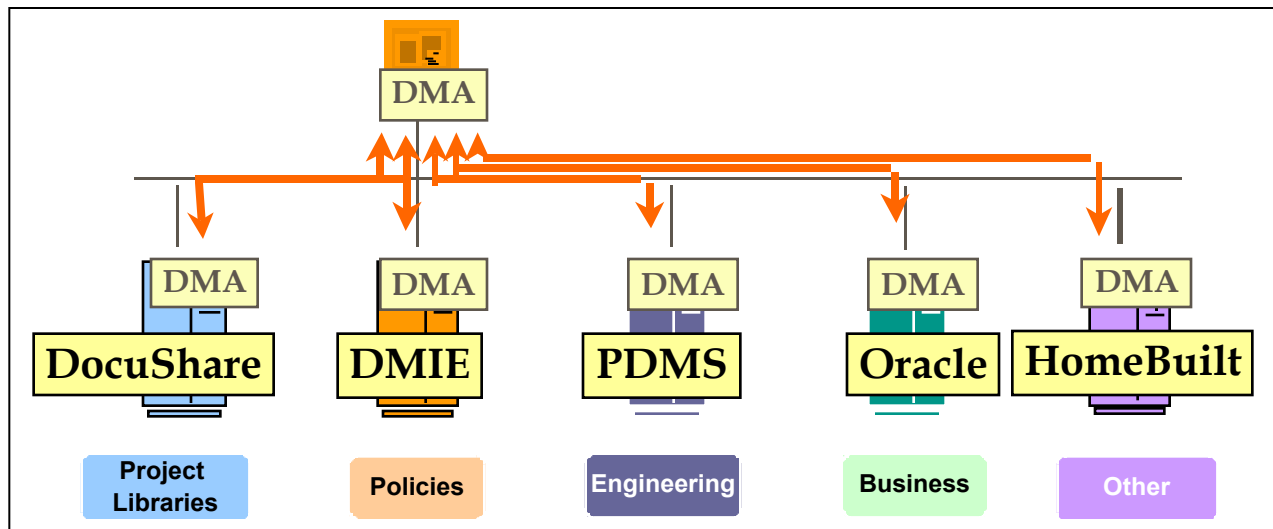 DMA
DMA
DMA
DMA
DMA
DMA
DocuShare
DMIE
PDMS
Oracle
HomeBuilt
Project
Libraries
Policies
Engineering
Business
Other